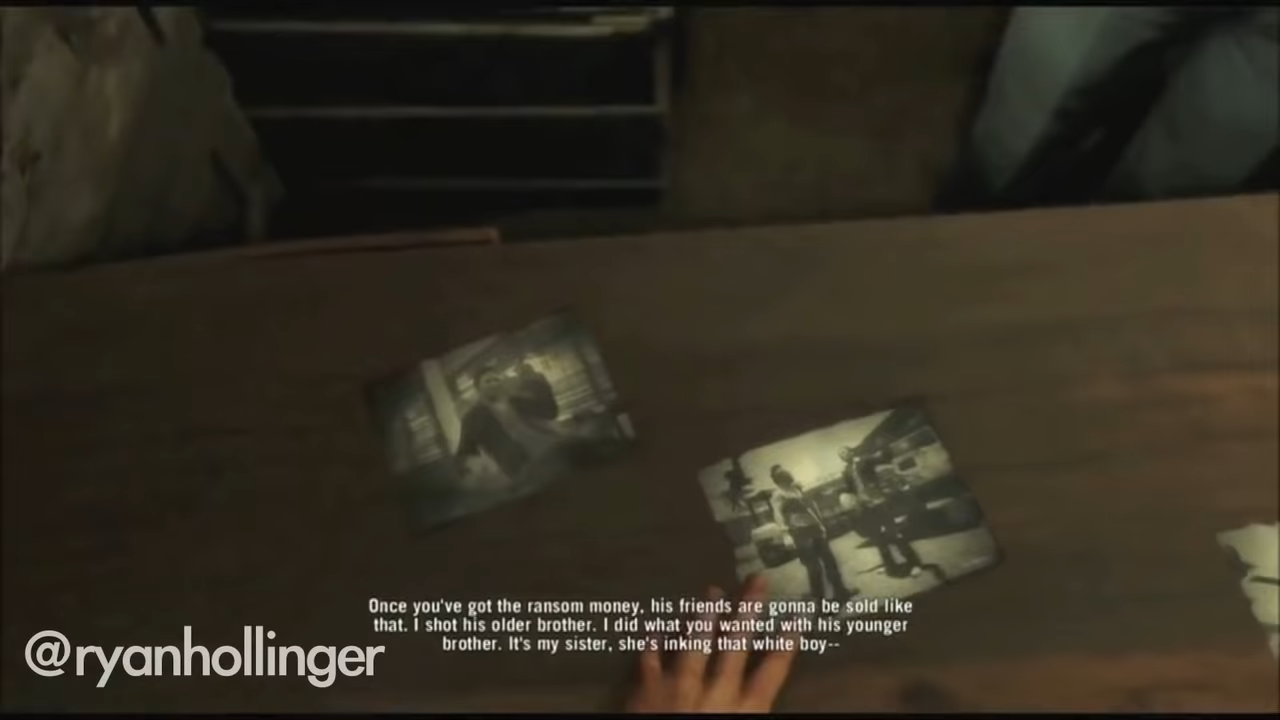 Once you've got the ransom money, his friends are gonna be sold like
that. I shot his older brother. I did what you wanted with his younger
brother. It's my sister, she's inking that white boy--
@ryanhollinger